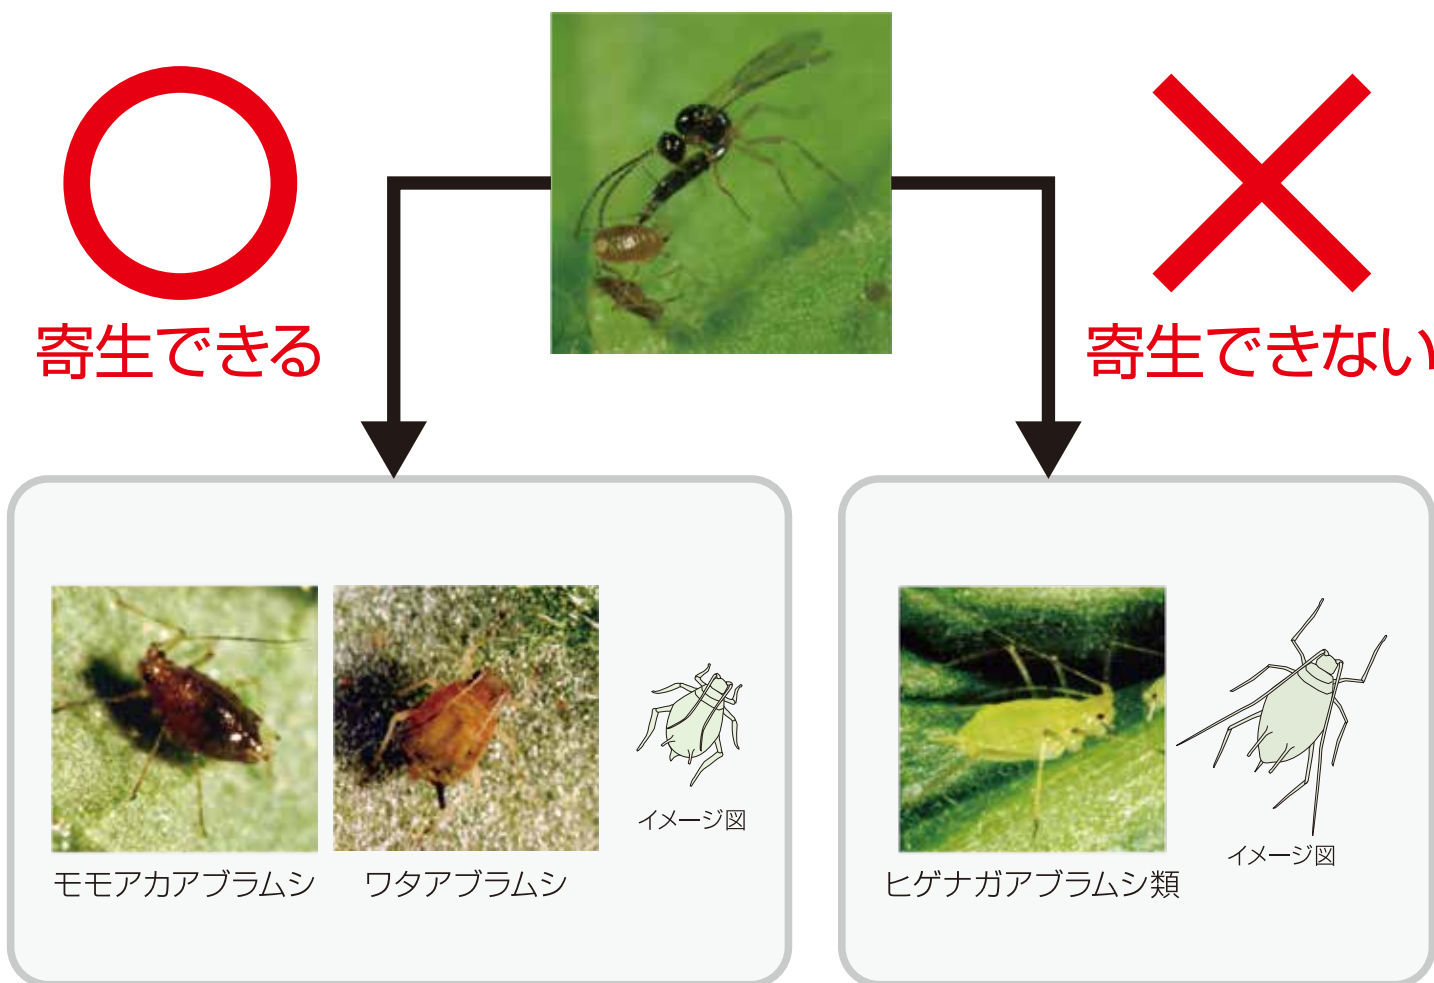 寄生できる
寄生できない
イメージ図
モモアカアブラムシ
ワタアブラムシ
イメージ図
ヒゲナガアブラムシ類